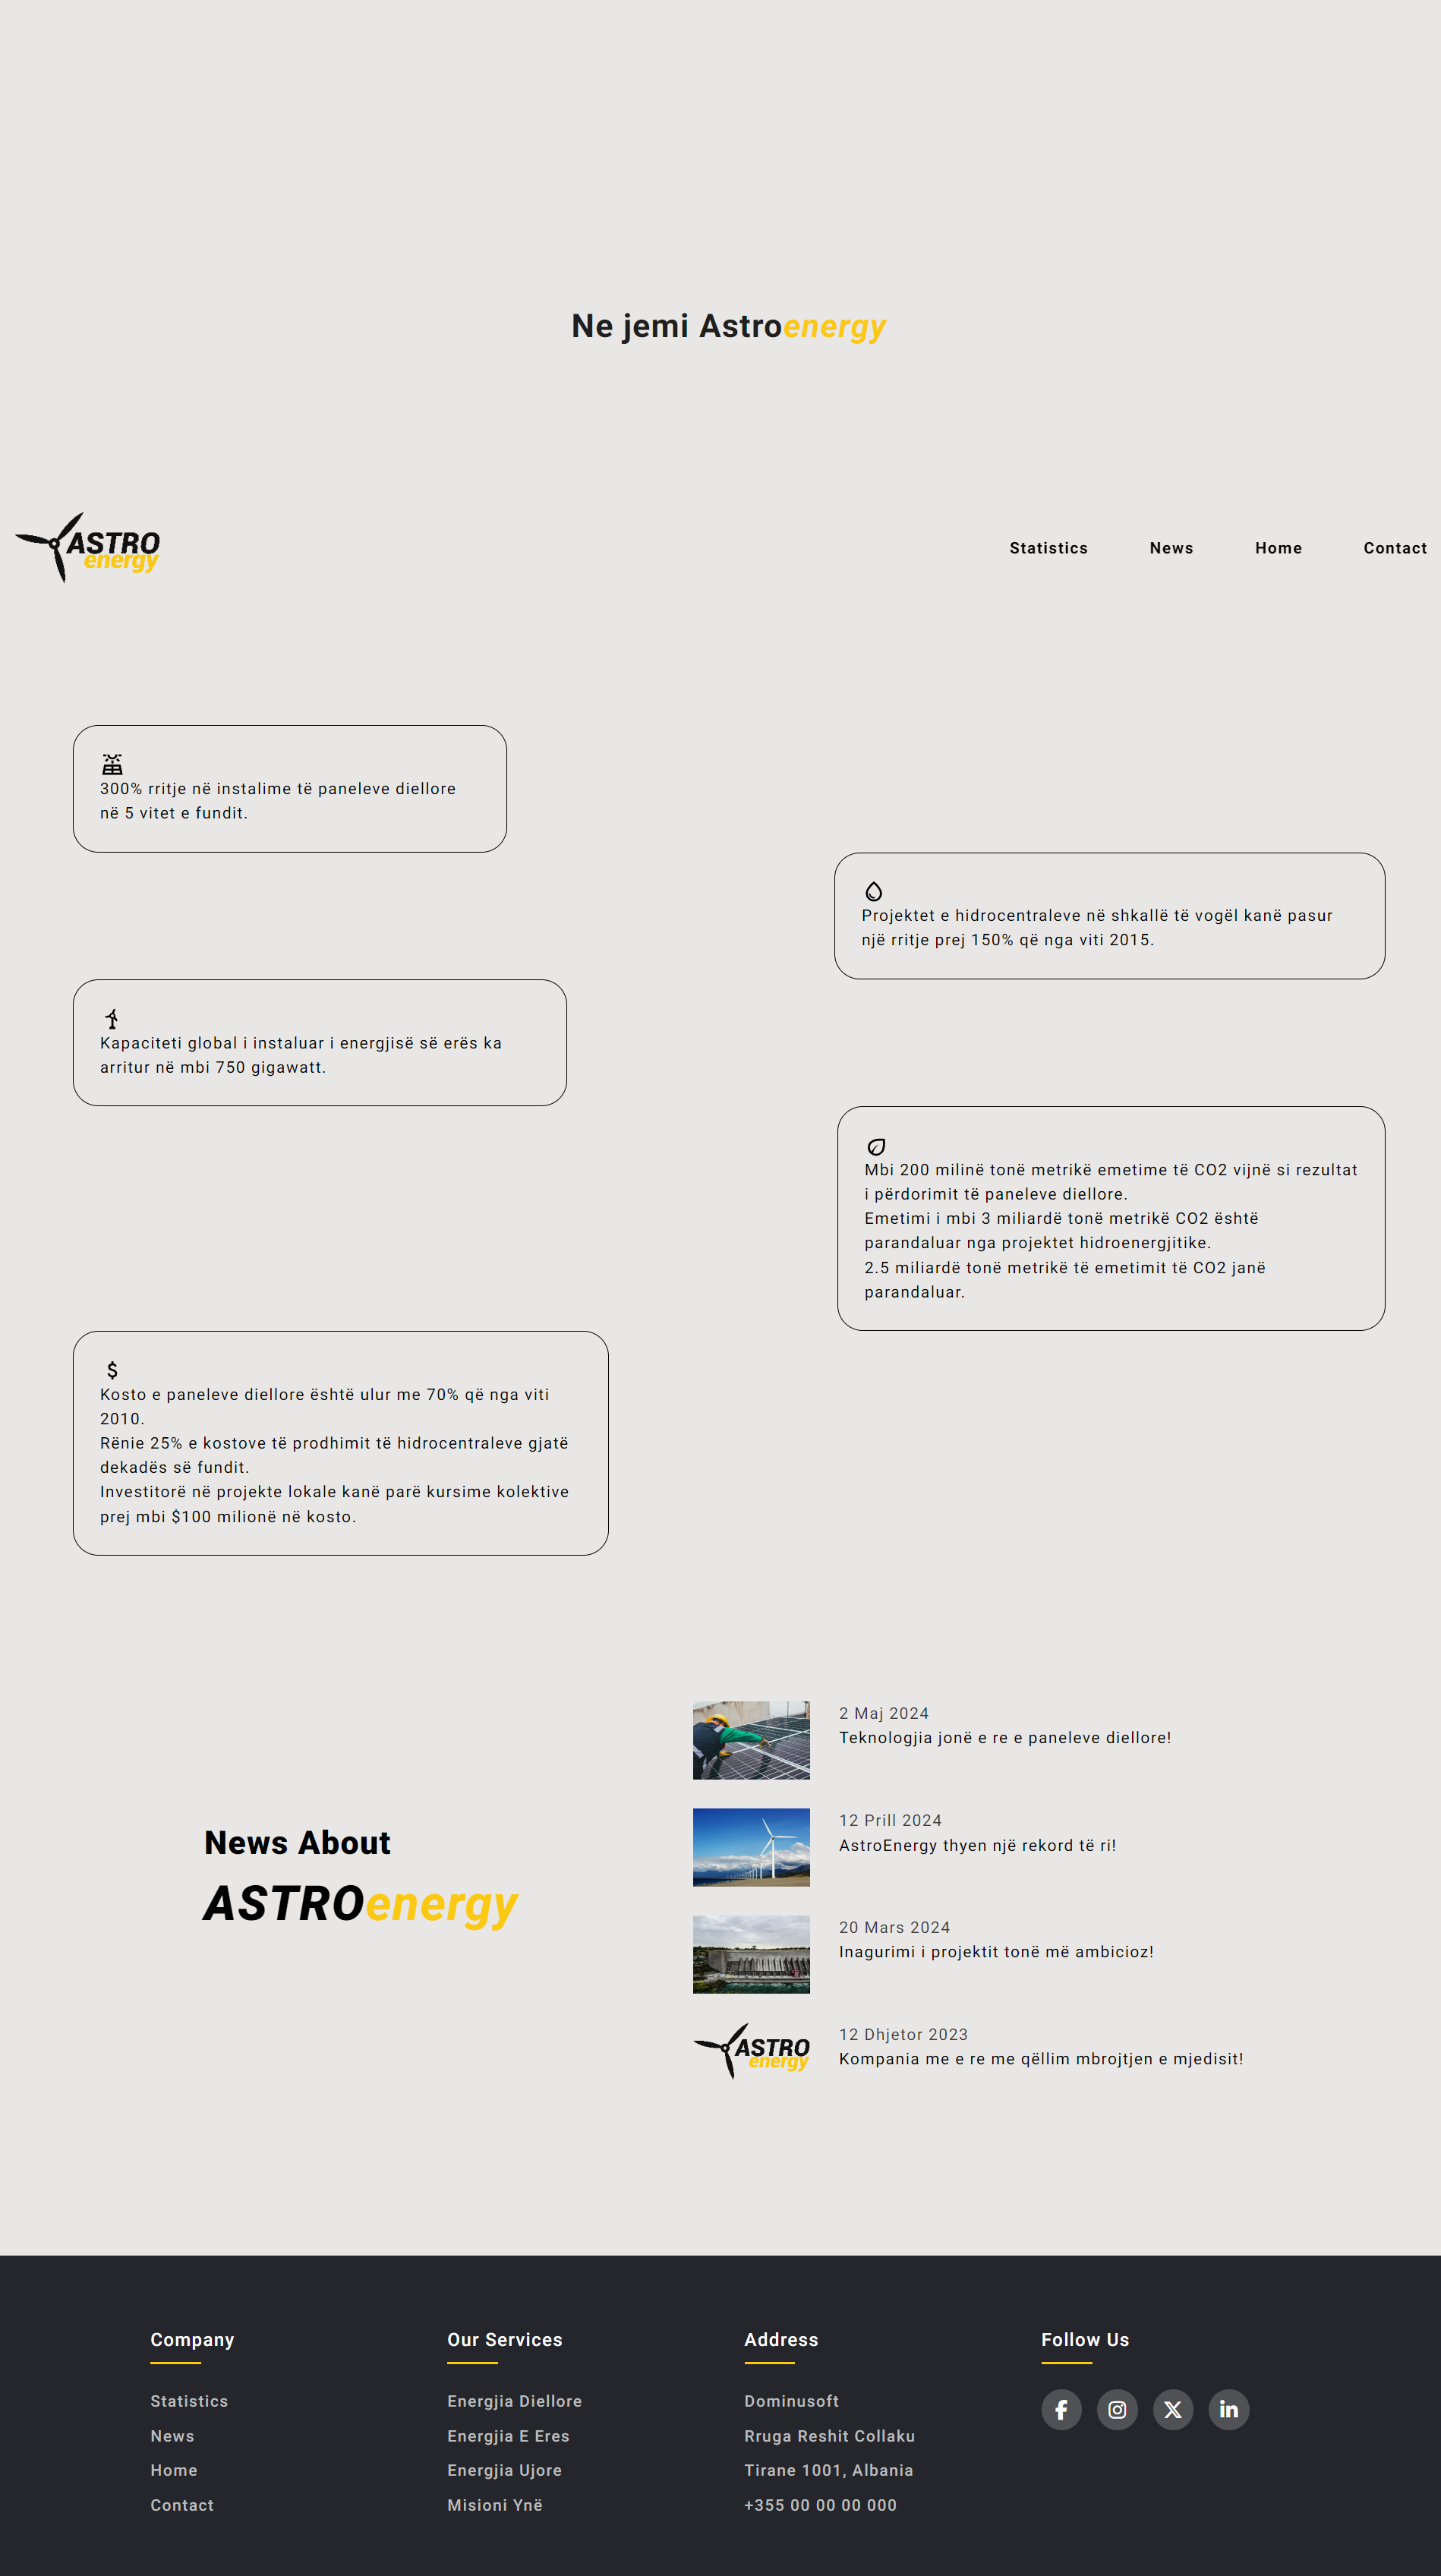 Ne jemi Astroenergy
ASTRO
energy
Statistics News Home Contact
300% rritje në instalime të paneleve diellore
në 5 vitet e fundit.
Projektet e hidrocentraleve në shkallë të vogël kanë pasur
një rritje prej 150% që nga viti 2015.
Kapaciteti global i instaluar i energjisë së erës ka
arritur në mbi 750 gigawatt.
Mbi 200 milinë tonë metrikë emetime të CO2 vijnë si rezultat
i përdorimit të paneleve diellore.
Emetimi i mbi 3 miliardë tonë metrikë CO2 është
parandaluar nga projektet hidroenergjitike.
2.5 miliardë tonë metrikë të emetimit të CO2 janë
parandaluar.
Kosto e paneleve diellore është ulur me 70% që nga viti
2010.
Rënie 25% e kostove të prodhimit të hidrocentraleve gjatë
dekadës së fundit.
Investitorë në projekte lokale kanë parë kursime kolektive
prej mbi $100 milionë në kosto.
News About
ASTROenergy
2 Maj 2024
Teknologjia jonë e re e paneleve diellore!
12 Prill 2024
AstroEnergy thyen një rekord të ri!
20 Mars 2024
Inagurimi i projektit tonë më ambicioz!
ASTRO
energy
12 Dhjetor 2023
Kompania me e re me qëllim mbrojtjen e mjedisit!
Company
Statistics
News
Home
Contact
Our Services
Energjia Diellore
Energjia E Eres
Energjia Ujore
Misioni Ynë
Address
Dominusoft
Rruga Reshit Collaku
Tirane 1001, Albania
+355 00 00 00 000
Follow Us